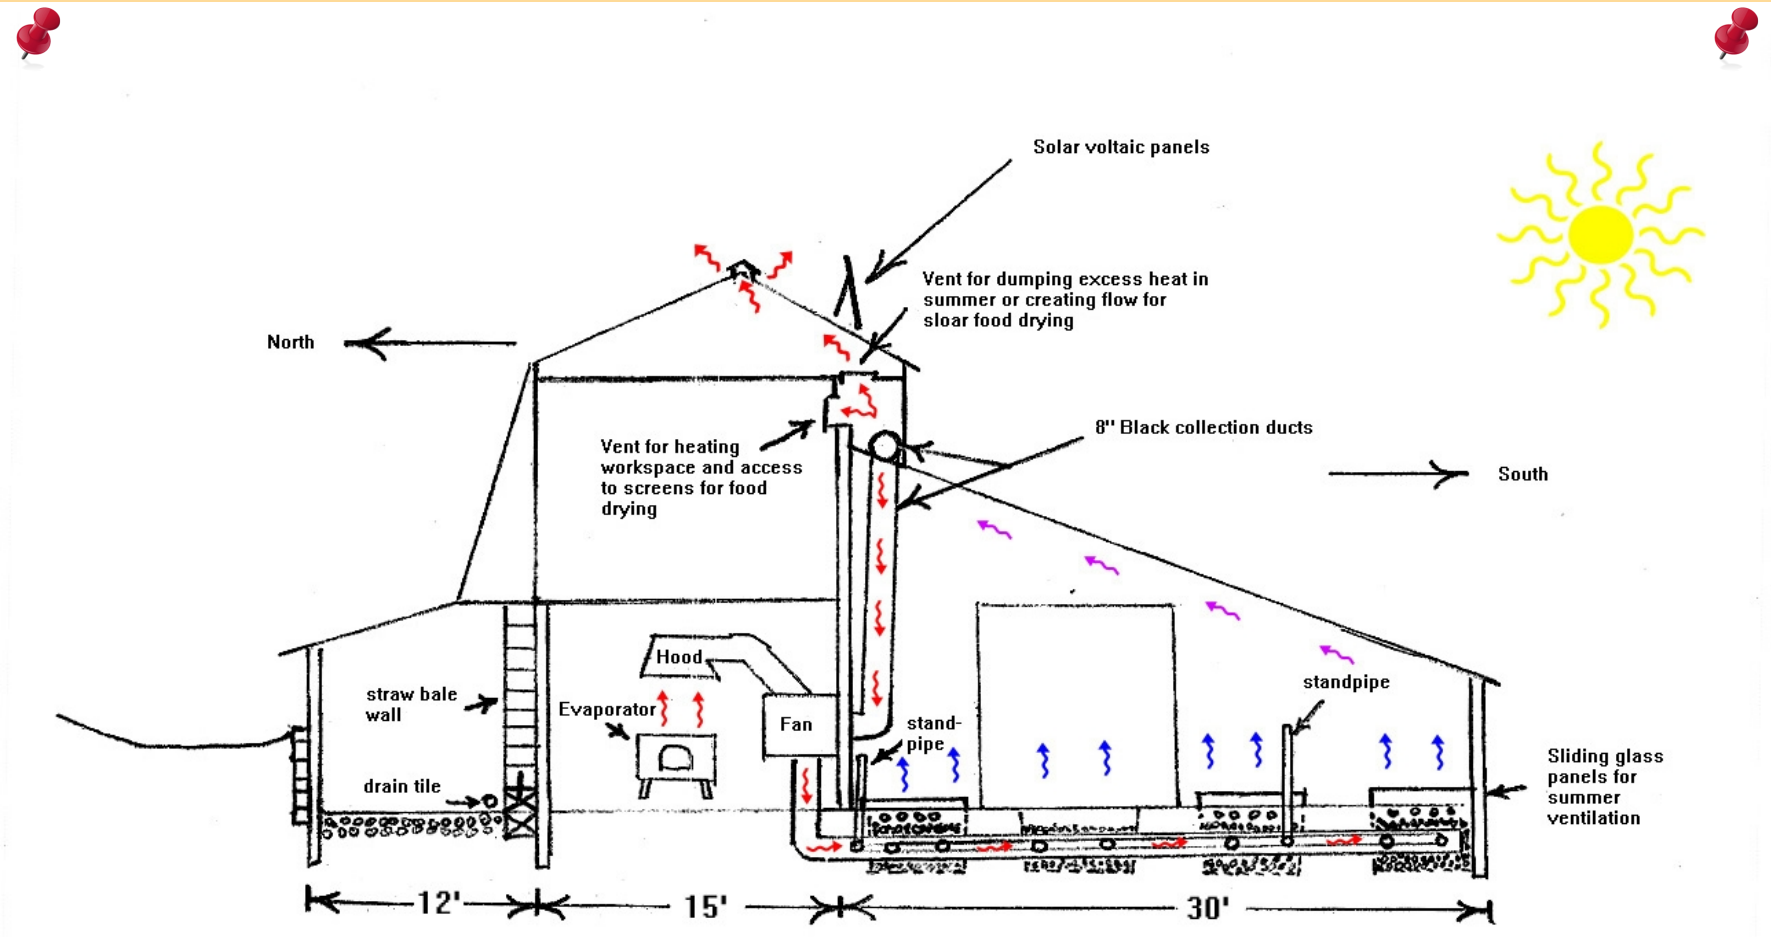 Solar voltaic panels
Vent for dumping excess heat in
summer or creating flow for
sloar food drying
North
8" Black collection ducts
Vent for heating
workspace and access
to screens for food
drying
South
Hood
standpipe
straw bale
wall
Evaporator
Fan
stand-
pipe
Sliding glass
panels for
summer
ventilation
drain tile
12'
15'
30'